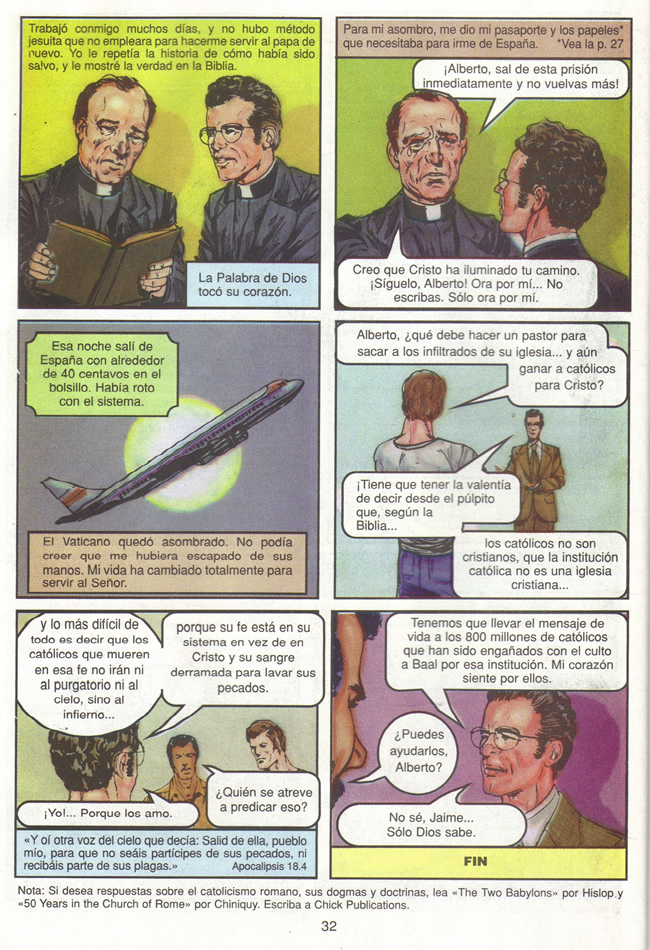 Trabajó conmigo muchos días, y no hubo método
jesuita que no empleara para hacerme servir al papa de
nuevo. Yo le repetía la historia de cómo había sido
salvo, y le mostré la verdad en la Biblia.
La Palabra de Dios
tocó su corazón.
Para mi asombro, me dio mi pasaporte y los papeles*
que necesitaba para irme de España. *Vea la p. 27
¡Alberto, sal de esta prisión
inmediatamente y no vuelvas más!
Creo que Cristo ha iluminado tu camino.
¡Síguelo, Alberto! Ora por mí... No
escribas. Sólo ora por mí.
Esa noche salí de
España con alrededor
de 40 centavos en el
bolsillo. Había roto
con el sistema.
El Vaticano quedó asombrado. No podía
creer que me hubiera escapado de sus
manos. Mi vida ha cambiado totalmente para
servir al Señor.
Alberto, ¿qué debe hacer un pastor para
sacar a los infiltrados de su iglesia... y aún
ganar a católicos
para Cristo?
¡Tiene que tener la valentía
de decir desde el púlpito
que, según la
Biblia...
los católicos no son
cristianos, que la institución
católica no es una iglesia
cristiana...
y lo más difícil de
todo es decir que los
católicos que mueren
en esa fe no irán ni
al purgatorio ni al
cielo, sino al
infierno...
porque su fe está en su
sistema en vez de en
Cristo y su sangre
derramada para lavar sus
pecados.
¿Quién se atreve
a predicar eso?
¡Yo!... Porque los amo.
«Y oí otra voz del cielo que decía: Salid de ella, pueblo
mío, para que no seáis partícipes de sus pecados, ni
recibáis parte de sus plagas.» Apocalipsis 18.4
Tenemos que llevar el mensaje de
vida a los 800 millones de católicos
que han sido engañados con el culto
a Baal por esa institución. Mi corazón
siente por ellos.
¿Puedes
ayudarlos,
Alberto?
No sé, Jaime...
Sólo Dios sabe.
FIN
Nota: Si desea respuestas sobre el catolicismo romano, sus dogmas y doctrinas, lea «The Two Babylons» por Hislop y
«50 Years in the Church of Rome» por Chiniquy. Escriba a Chick Publications.
32